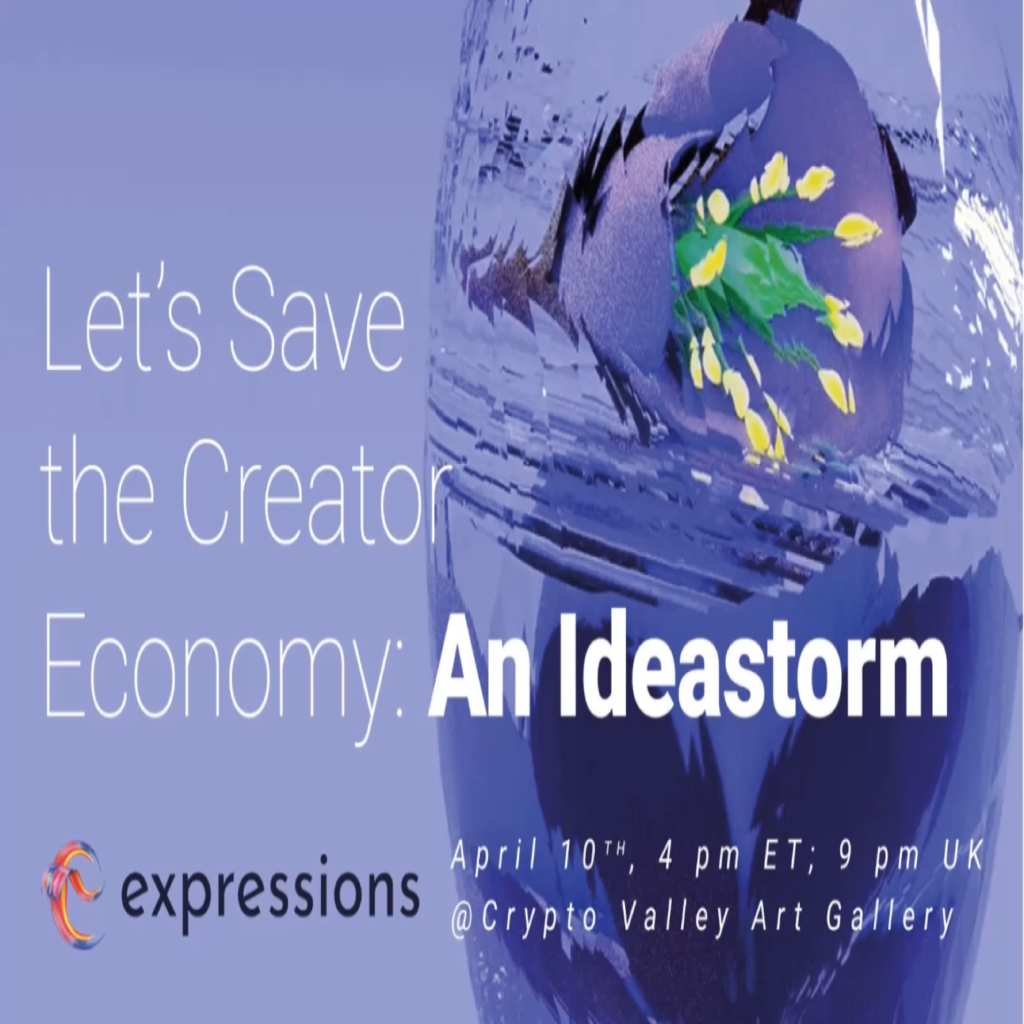 Let's Save
the Creator
Economy: An Ideastorm
expressions
April 10TH, 4 pm ET; 9 pm UK
@Crypto Valley Art Gallery